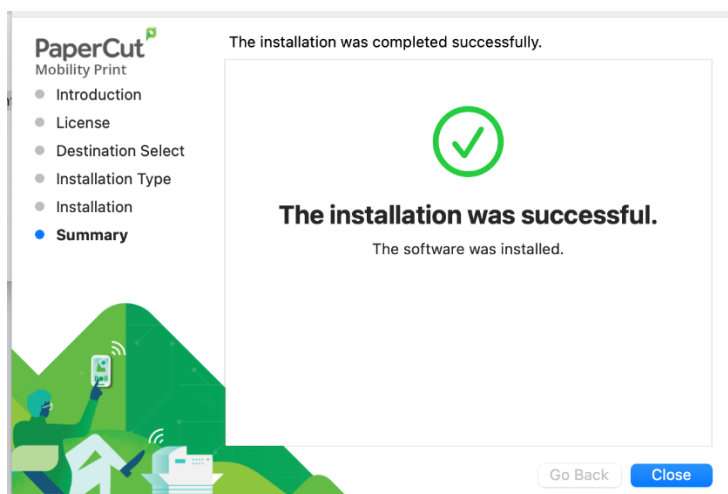 PaperCut
Mobility Print
The installation was completed successfully.
Introduction
License
Destination Select
Installation Type
Installation
Summary
The installation was successful.
The software was installed.
Go Back
Close